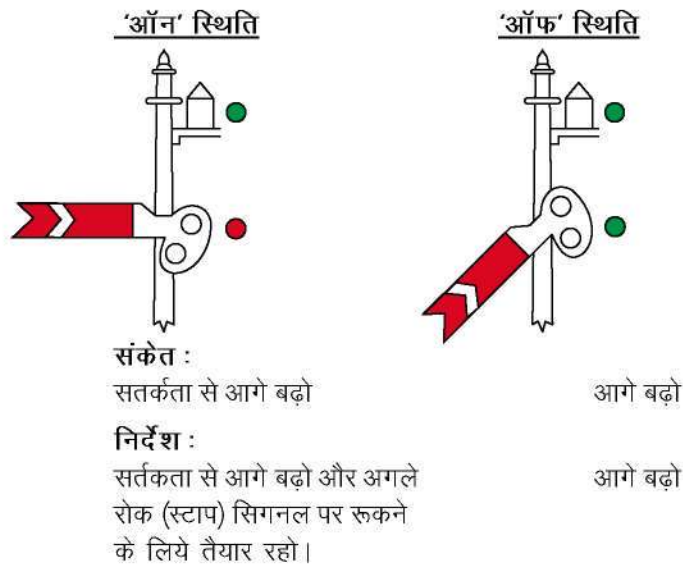 ‘ऑन’ स्थिति
‘ऑफ’ स्थिति
संकेत :
सतर्कता से आगे बढ़ो
आगे बढ़ो
निर्देश :
सर्तकता से आगे बढ़ो और अगले
आगे बढ़ो
रोक (स्टाप) सिगनल पर रूकने
के लिये तैयार रहो।